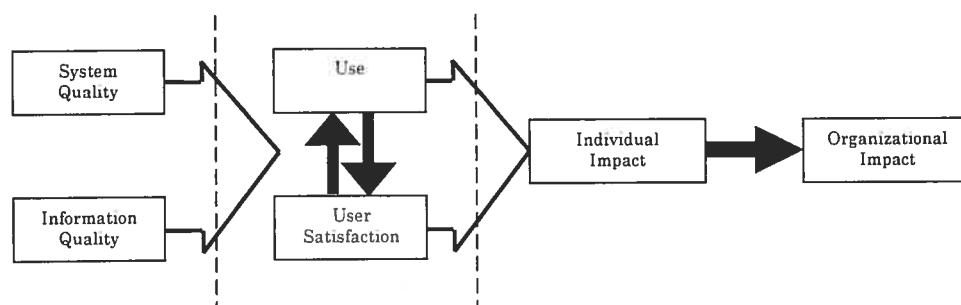 System
Quality
Information
Quality
Use
User
Satisfaction
Individual
Impact
Organizational
Impact